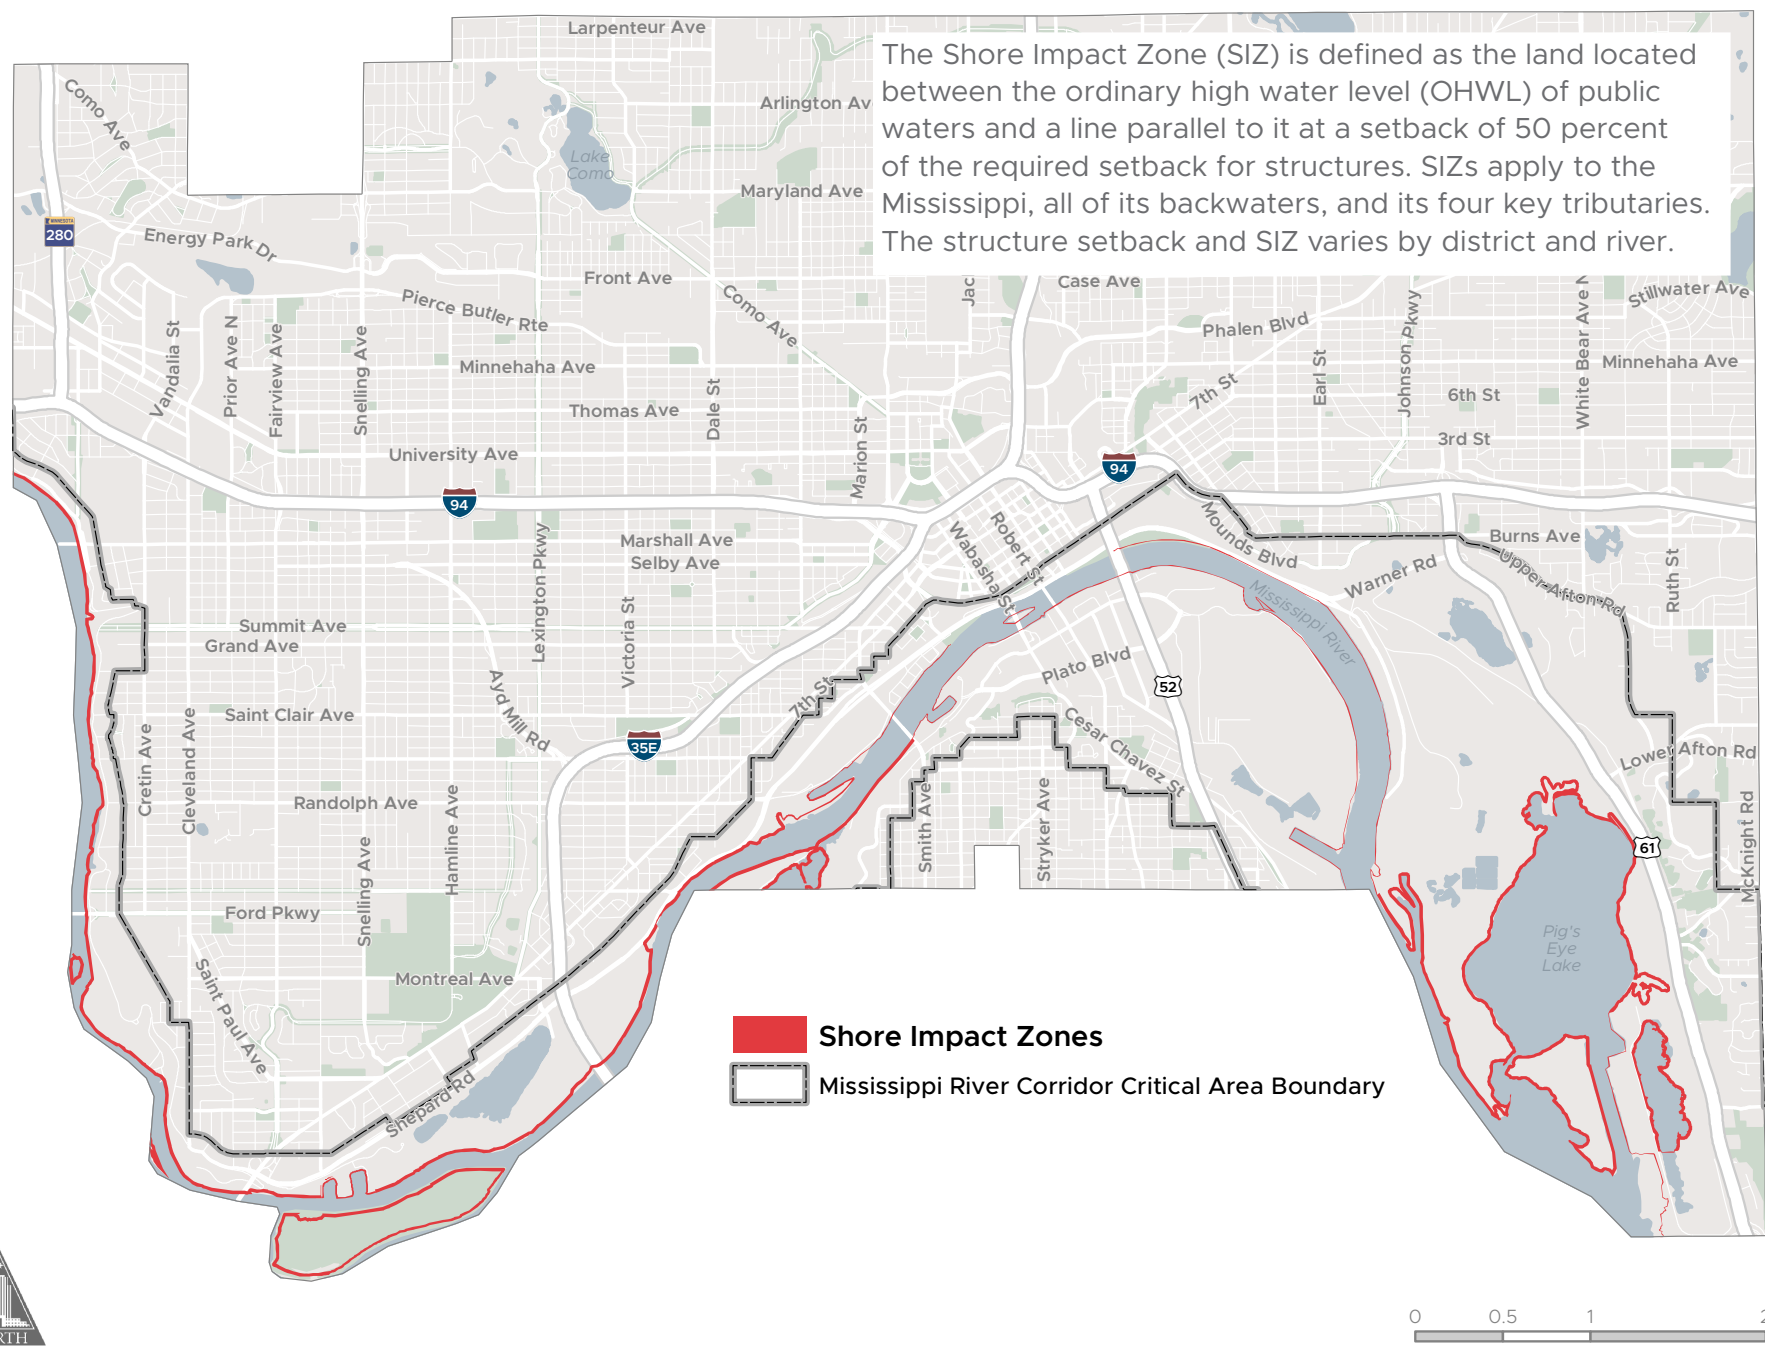 Larpenteur Ave
The Shore Impact Zone (SIZ) is defined as the land located
between the ordinary high water level (OHWL) of public
waters and a line parallel to it at a setback of 50 percent
of the required setback for structures. SIZs apply to the
Mississippi, all of its backwaters, and its four key tributaries.
The structure setback and SIZ varies by district and river.
Como Ave
Arlington Av
Lake
Como
Maryland Ave
MINNESOTA
280
Energy Park Dr
Front Ave
Jac
Case Ave
Stillwater Ave
Pierce Butler Rte
Como Ave
Phalen Blvd
Vandalia St
Prior Ave N
Fairview Ave
Snelling Ave
Minnehaha Ave
Earl St
Johnson Pkwy
White Bear Ave N
Minnehaha Ave
Thomas Ave
Dale St
7th St
6th St
University Ave
Marion St
3rd St
94
94
Marshall Ave
Selby Ave
Lexington Pkwy
Victoria St
Wabasha St
Robert St
Mounds Blvd
Burns Ave
Warner Rd
Upper Afton Rd
Ruth St
Mississippi River
Summit Ave
Grand Ave
Plato Blvd
52
Ayd Mill Rd
7th St
Saint Clair Ave
Cesar Chavez St
35E
Lower Afton Rd
Cretin Ave
Cleveland Ave
Randolph Ave
Hamline Ave
Snelling Ave
Smith Ave
Stryker Ave
61
McKnight Rd
Ford Pkwy
Pig's
Eye
Lake
Saint Paul Ave
Montreal Ave
Shepard Rd
Shore Impact Zones
Mississippi River Corridor Critical Area Boundary
RTH
0 0.5 1 2